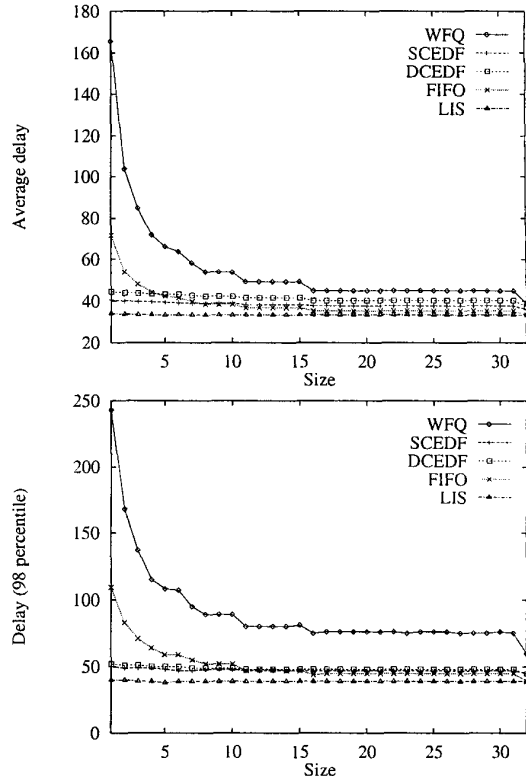 180
160
140
120
100
80
60
40
20
Average delay
WFQ
SCEDF
DCEDF
FIFO
LIS
5 10 15 20 25 30
Size
250
200
150
100
50
0
Delay (98 percentile)
WFQ
SCEDF
DCEDF
FIFO
LIS
5 10 15 20 25 30
Size